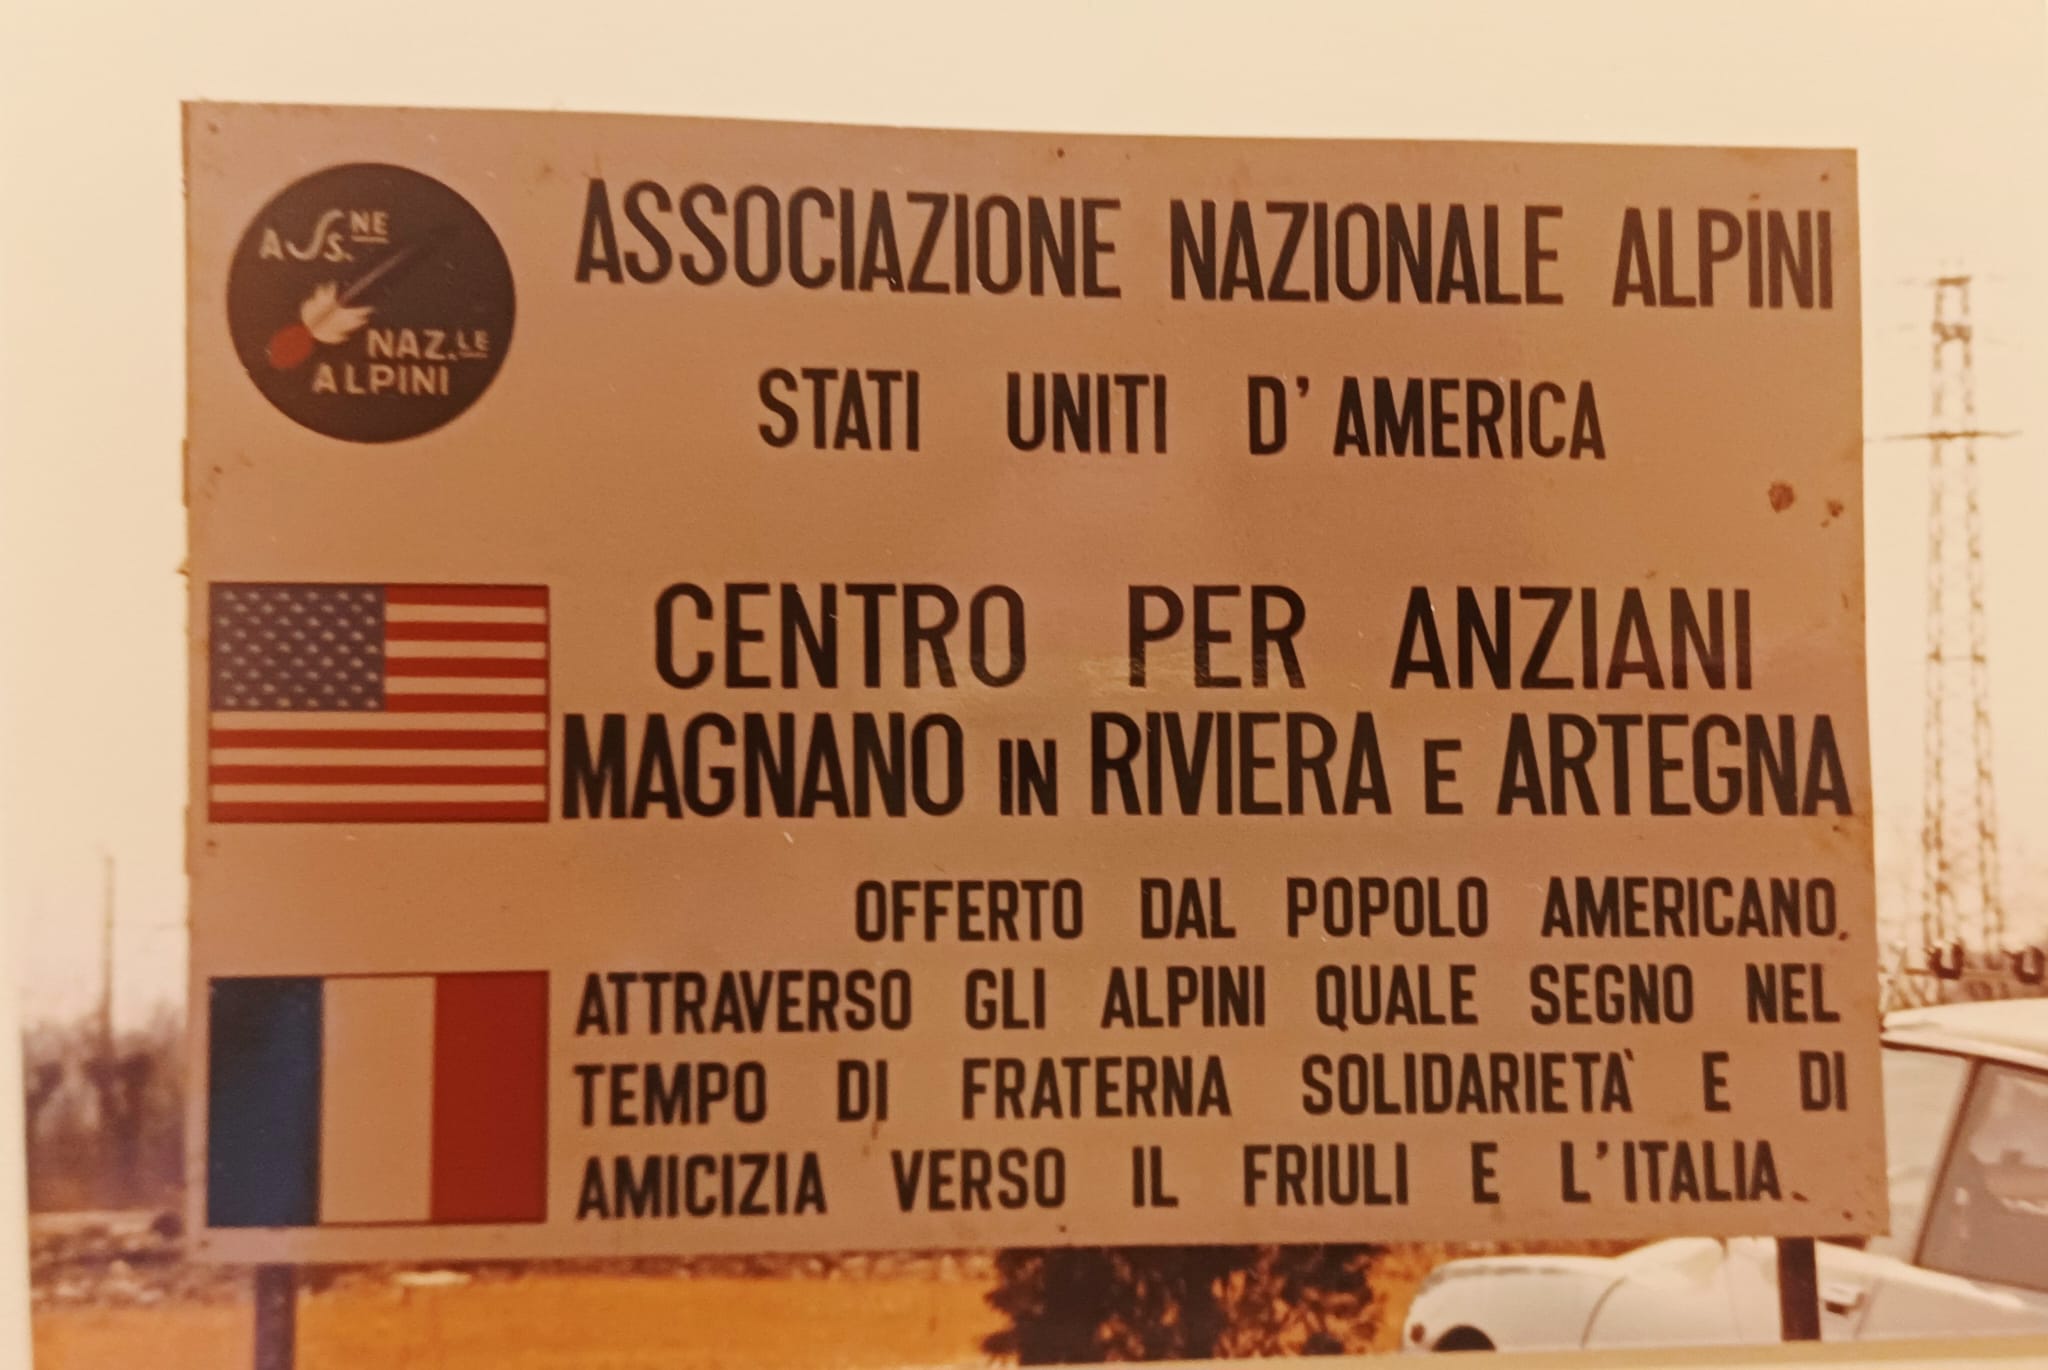 ASS.NE
NAZ.LE
ALPINI
ASSOCIAZIONE NAZIONALE ALPINI
STATI UNITI D'AMERICA
CENTRO PER ANZIANI
MAGNANO IN RIVIERA E ARTEGNA
OFFERTO DAL POPOLO AMERICANO.
ATTRAVERSO GLI ALPINI QUALE SEGNO NEL
TEMPO DI FRATERNA SOLIDARIETÀ E DI
AMICIZIA VERSO IL FRIULI E L'ITALIA.